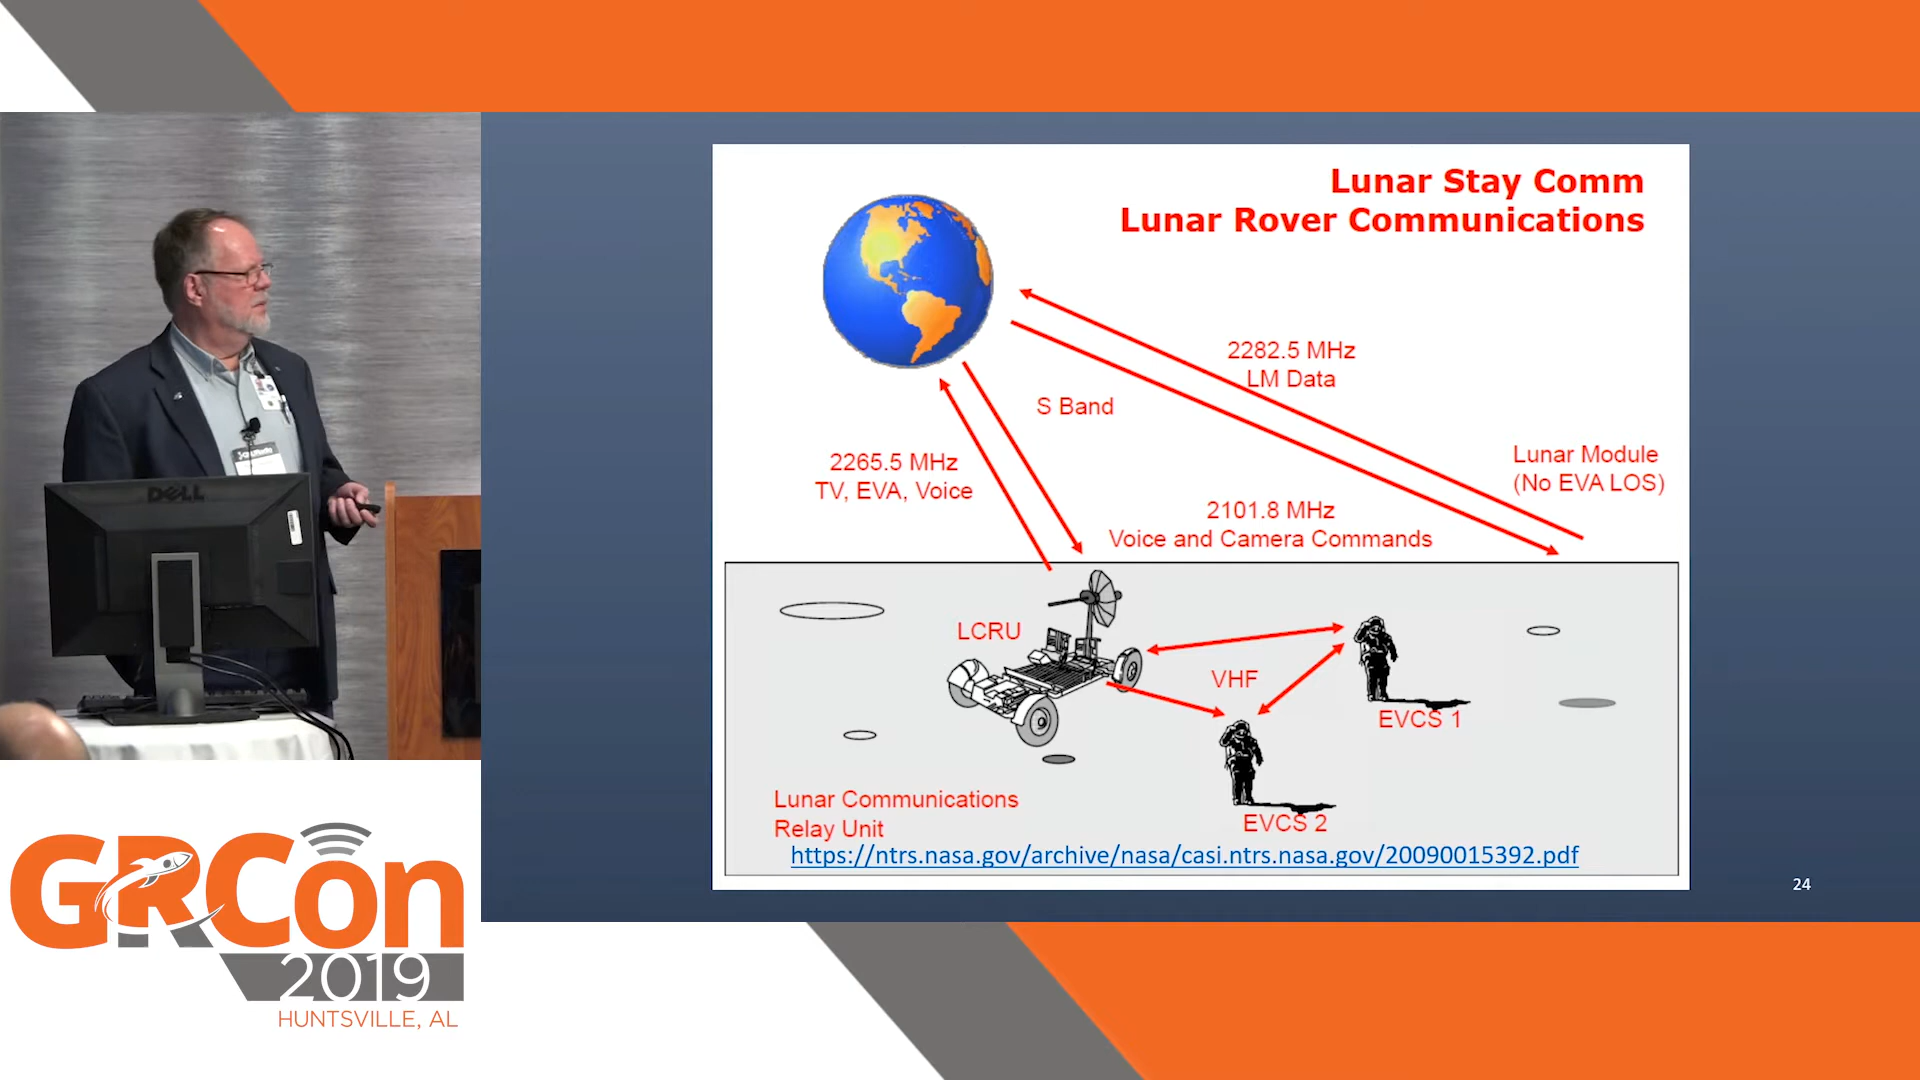 Lunar Stay Comm
Lunar Rover Communications
2282.5 MHz
LM Data
S Band
2265.5 MHz
TV, EVA, Voice
Lunar Module
(No EVA LOS)
2101.8 MHz
Voice and Camera Commands
LCRU
VHF
EVCS 1
EVCS 2
Lunar Communications
Relay Unit
https://ntrs.nasa.gov/archive/nasa/casi.ntrs.nasa.gov/20090015392.pdf
24
DELL
GRCon
2019
HUNTSVILLE, AL